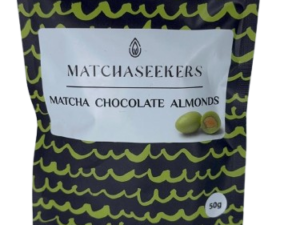 MATCHASEEKERS
MATCHA CHOCOLATE ALMONDS
50g